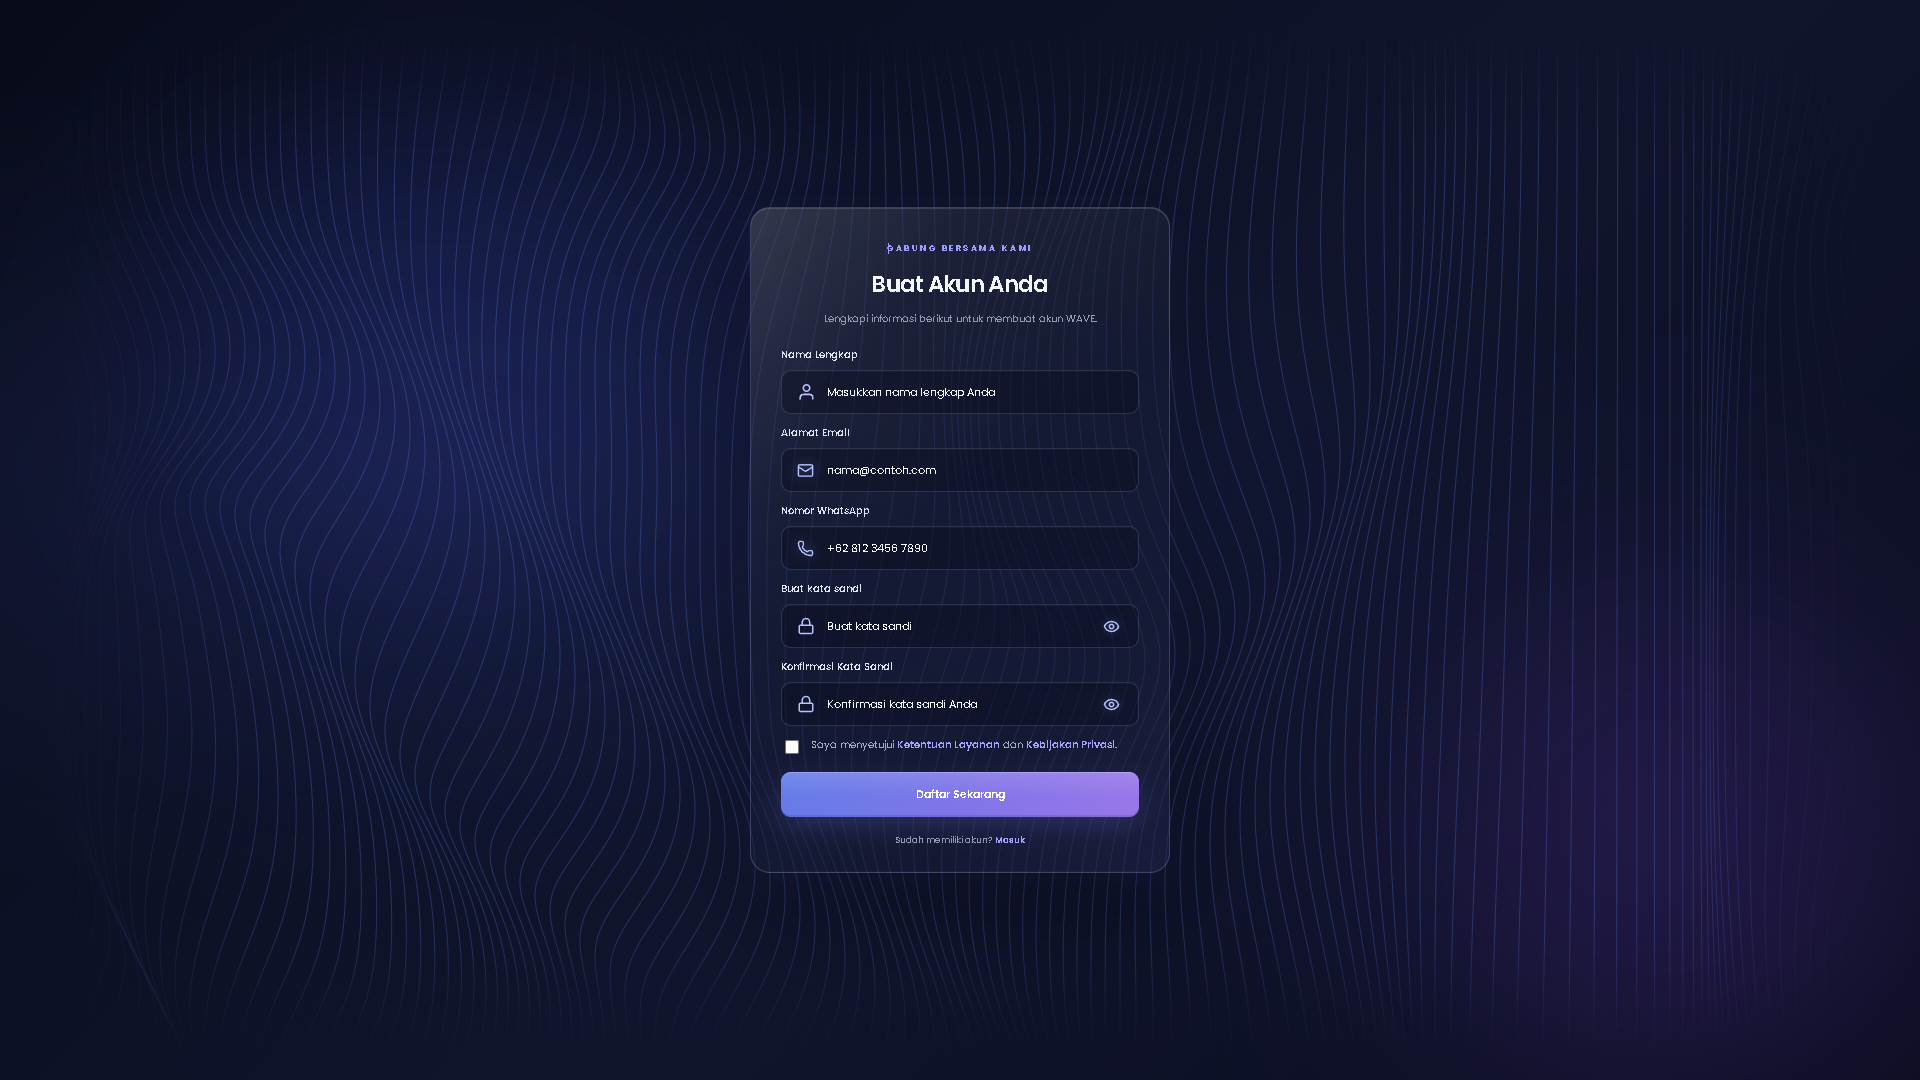 GABUNG BERSAMA KAMI
Buat Akun Anda
Lengkapi informasi berikut untuk membuat akun WAVE.
Nama Lengkap
Masukkan nama lengkap Anda
Alamat Email
nama@contoh.com
Nomor WhatsApp
+62 812 3456 7890
Buat kata sandi
Buat kata sandi
Konfirmasi Kata Sandi
Konfirmasi kata sandi Anda
Saya menyetujui Ketentuan Layanan dan Kebijakan Privasi.
Daftar Sekarang
Sudah memiliki akun? Masuk